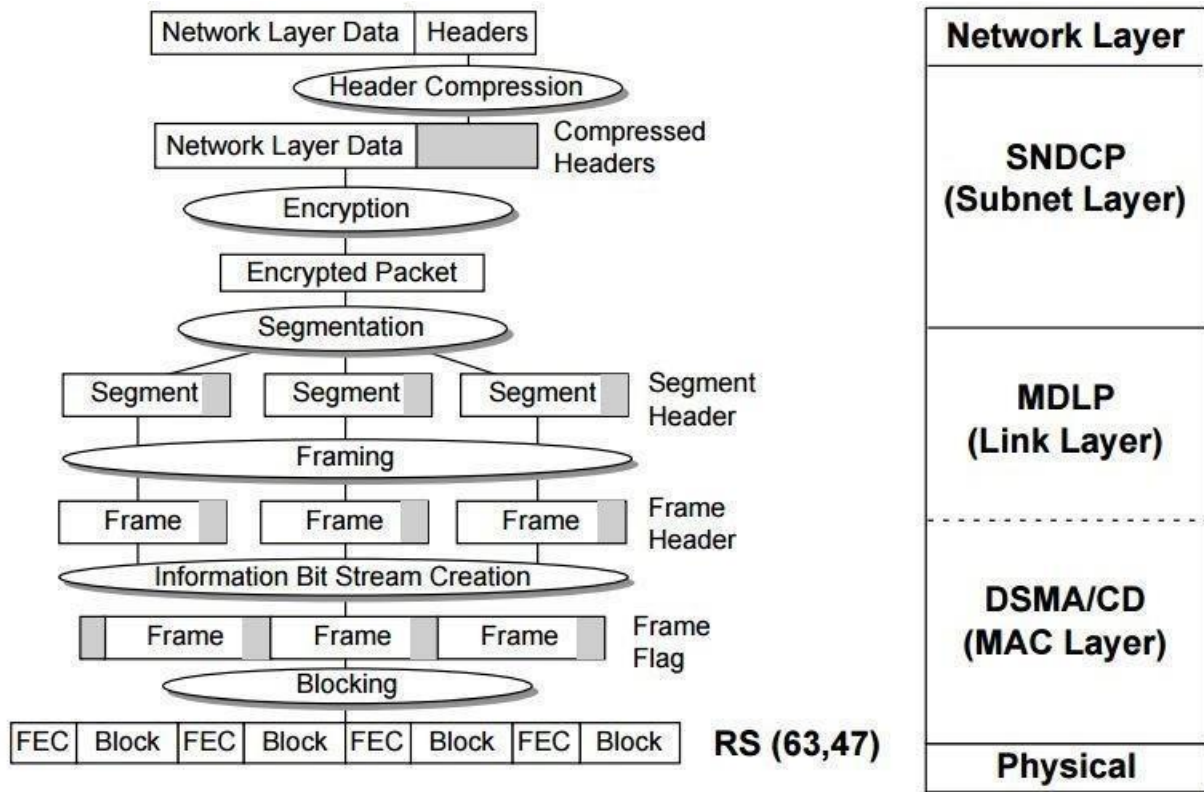 Network Layer Data Headers
Header Compression
Network Layer Data
Compressed
Headers
Encryption
Encrypted Packet
Segmentation
Segment Segment Segment
Segment
Header
Framing
Frame Frame Frame
Frame
Header
Information Bit Stream Creation
Frame Frame Frame
Frame
Flag
Blocking
FEC Block FEC Block FEC Block FEC Block
RS (63,47)
Network Layer
SNDCP
(Subnet Layer)
MDLP
(Link Layer)
DSMA/CD
(MAC Layer)
Physical